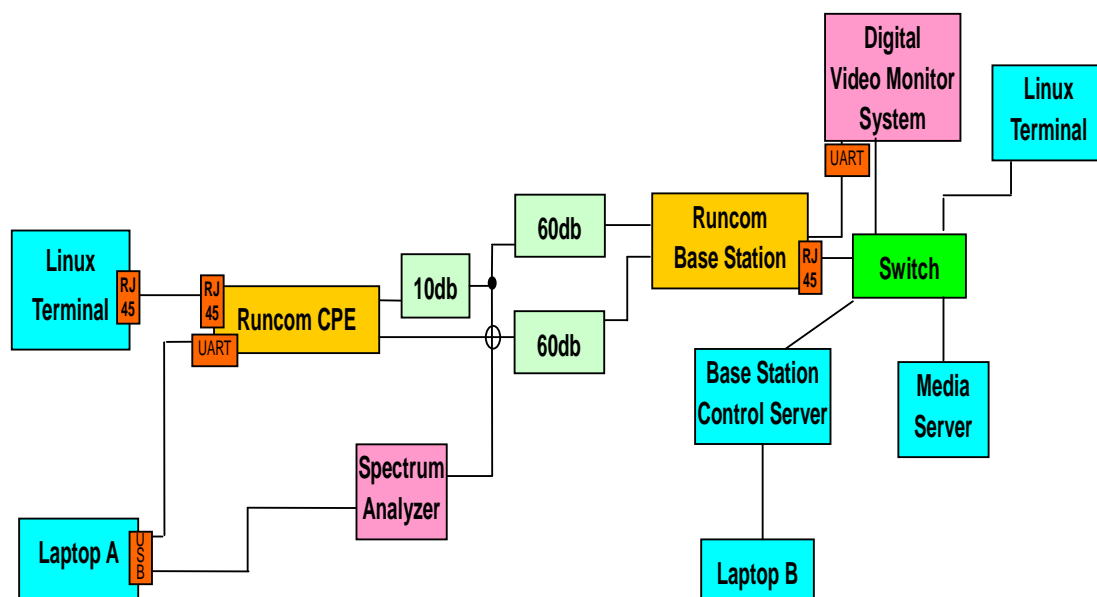 Digital
Video Monitor
System
UART
Linux
Terminal
60db
Runcom
Base Station
RJ
45
Switch
Linux
Terminal
RJ
45
RJ
45
10db
Runcom CPE
UART
60db
Base Station
Control Server
Media
Server
Spectrum
Analyzer
Laptop A
USB
Laptop B